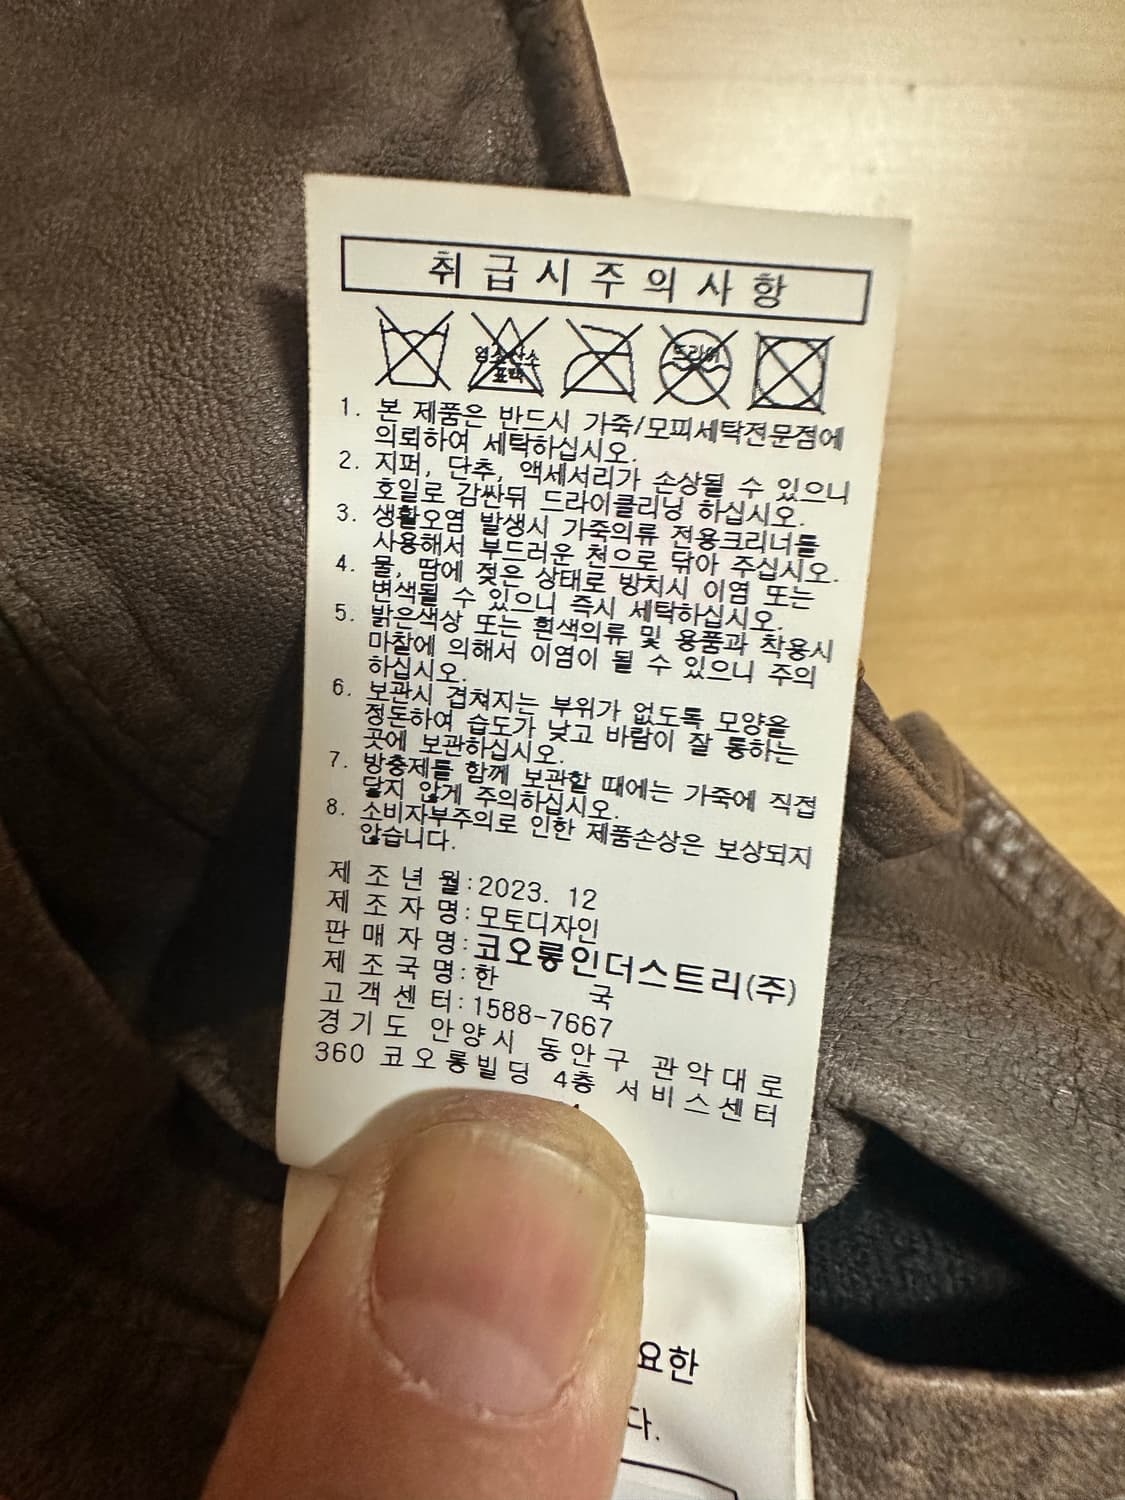 취급시주의사항
염소산소
표백
드라이
1. 본 제품은 반드시 가죽/모피세탁전문점에
의뢰하여 세탁하십시오.
2. 지퍼, 단추, 액세서리가 손상될 수 있으니
호일로 감싼뒤 드라이클리닝 하십시오.
3. 생활오염 발생시 가죽의류 전용크리너를
사용해서 부드러운 천으로 닦아 주십시오.
4. 물, 땀에 젖은 상태로 방치시 이염 또는
변색될 수 있으니 즉시 세탁하십시오.
5. 밝은색상 또는 흰색의류 및 용품과 착용시
마찰에 의해서 이염이 될 수 있으니 주의
하십시오.
6. 보관시 겹쳐지는 부위가 없도록 모양을
정돈하여 습도가 낮고 바람이 잘 통하는
곳에 보관하십시오.
7. 방충제를 함께 보관할 때에는 가죽에 직접
닿지 않게 주의하십시오.
8. 소비자부주의로 인한 제품손상은 보상되지
않습니다.
제조년월:2023. 12
제조자명:모토디자인
판매자명:코오롱인더스트리(주)
제조국명:한 국
고객센터:1588-7667
경기도 안양시 동안구 관악대로
360 코오롱빌딩 4층 서비스센터
요한
다.